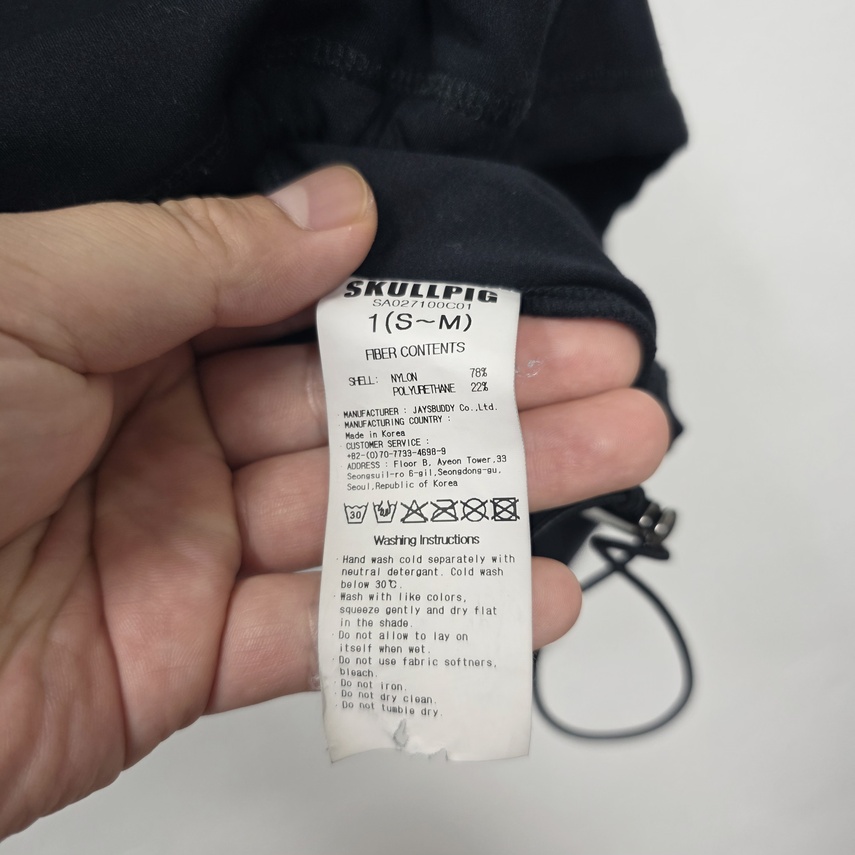 SKULLPIG
SA027100C01
1(S~M)
FIBER CONTENTS
SHELL: NYLON 78%
POLYURETHANE 22%
MANUFACTURER : JAYSBUDDY Co.,Ltd.
MANUFACTURING COUNTRY :
Made in Korea
CUSTOMER SERVICE :
+82-(0)70-7733-4698-9
ADDRESS : Floor B, Ayeon Tower,33
Seongsuil-ro 6-gil,Seongdong-gu,
Seoul,Republic of Korea
30
Washing Instructions
· Hand wash cold separately with
neutral detergant. Cold wash
below 30℃.
· Wash with like colors,
squeeze gently and dry flat
in the shade.
· Do not allow to lay on
itself when wet.
· Do not use fabric softners,
bleach.
· Do not iron.
· Do not dry clean.
· Do not tumble dry.